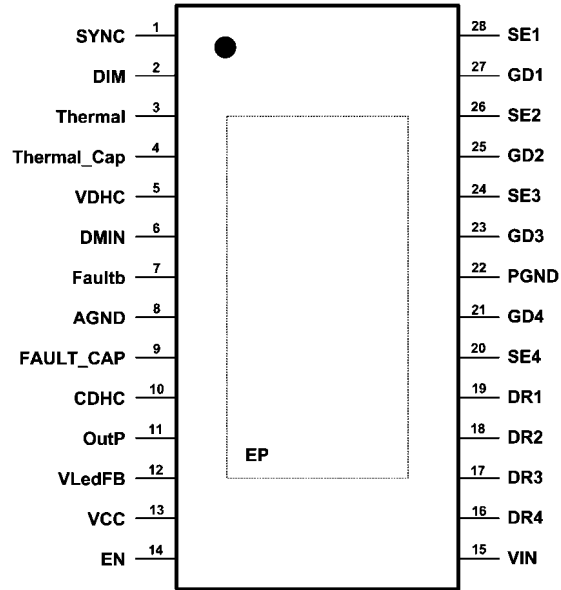 SYNC 1 28 SE1
DIM 2 27 GD1
Thermal 3 26 SE2
Thermal_Cap 4 25 GD2
VDHC 5 24 SE3
DMIN 6 23 GD3
Faultb 7 22 PGND
AGND 8 21 GD4
FAULT_CAP 9 20 SE4
CDHC 10 19 DR1
OutP 11 18 DR2
EP
VLedFB 12 17 DR3
VCC 13 16 DR4
EN 14 15 VIN